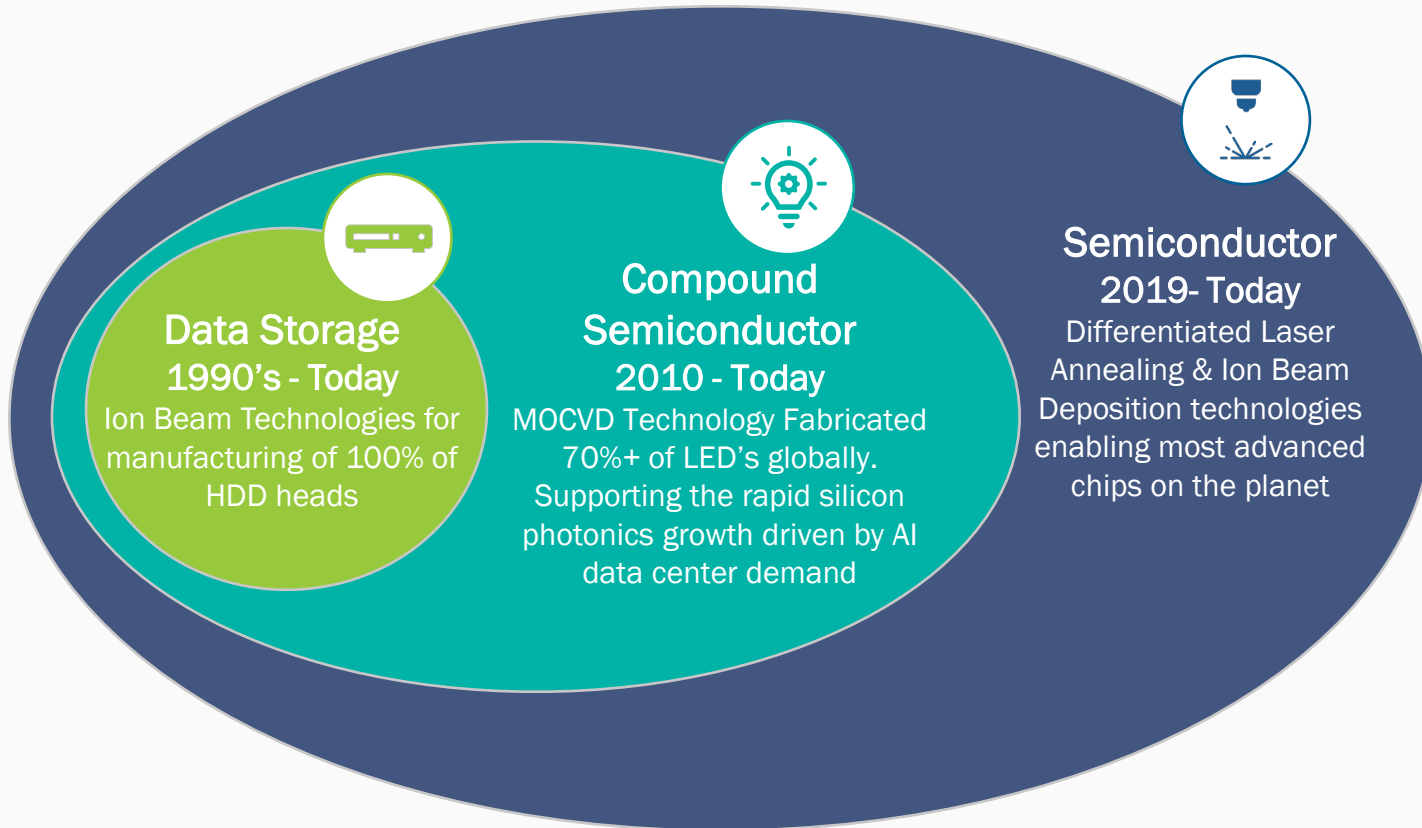 Data Storage
1990's - Today
Ion Beam Technologies for
manufacturing of 100% of
HDD heads
Compound
Semiconductor
2010 - Today
MOCVD Technology Fabricated
70%+ of LED's globally.
Supporting the rapid silicon
photonics growth driven by AI
data center demand
Semiconductor
2019- Today
Differentiated Laser
Annealing & Ion Beam
Deposition technologies
enabling most advanced
chips on the planet